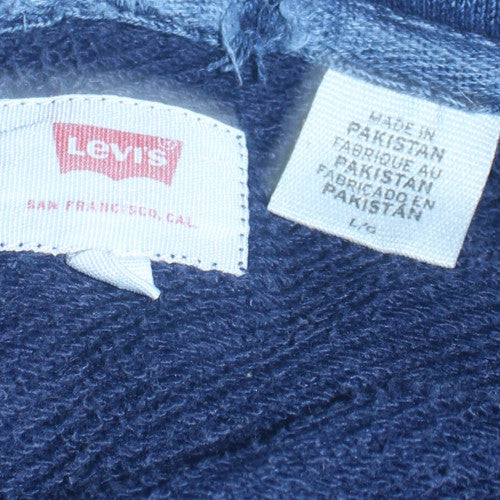 Levi's
SAN FRANCISCO, CAL.
MADE IN
PAKISTAN
FABRIQUE AU
PAKISTAN
FABRICADO EN
PAKISTAN
L/G